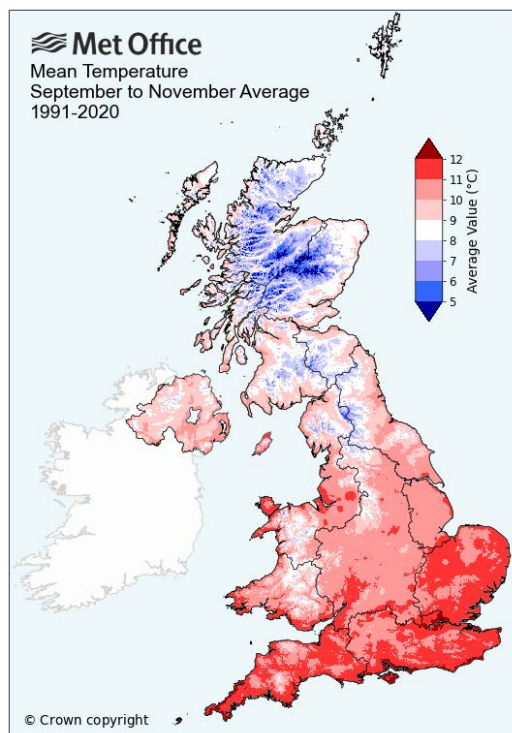 Met Office
Mean Temperature
September to November Average
1991-2020
12
11
10
9
8
7
6
5
Average Value (°C)
© Crown copyright